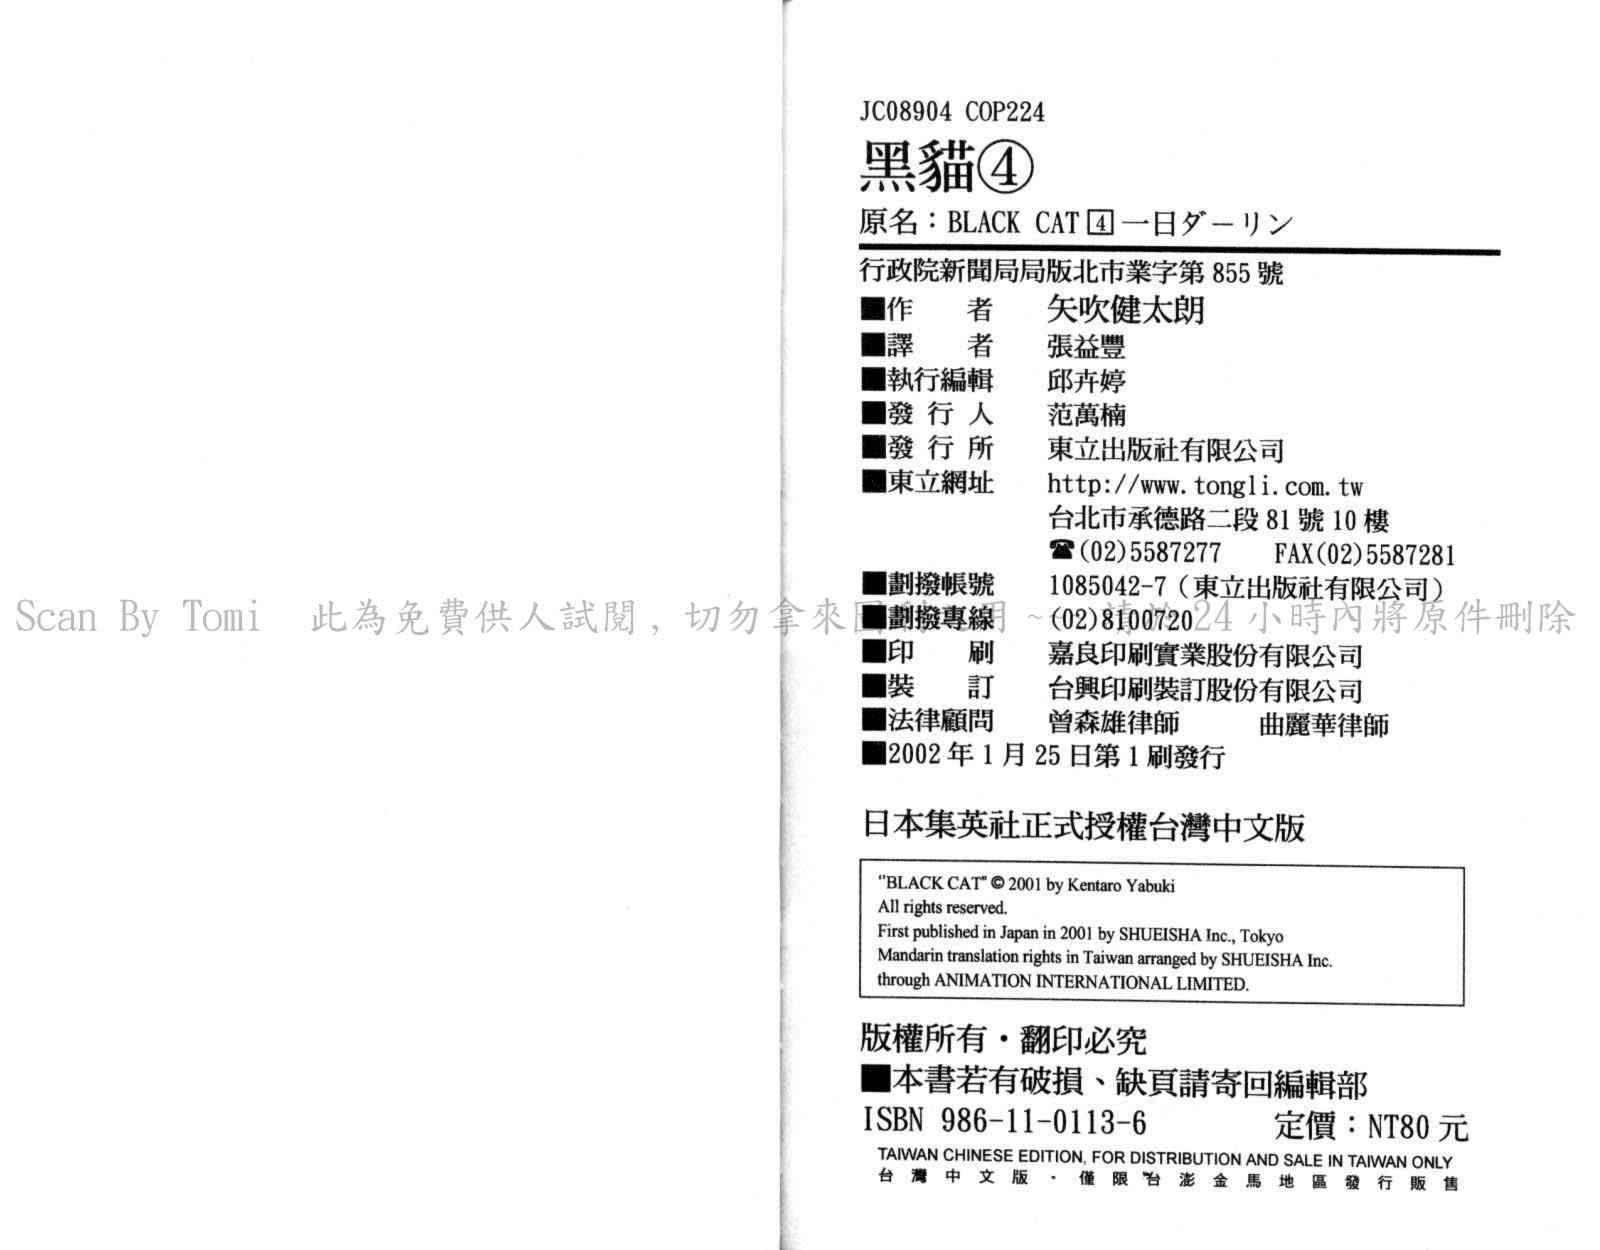 JC08904 COP224
黑貓④
原名：BLACK CAT 4 一日ダーリン
行政院新聞局局版北市業字第 855 號
■作　　者　矢吹健太朗
■譯　　者　張益豐
■執行編輯　邱卉婷
■發 行 人　范萬楠
■發 行 所　東立出版社有限公司
■東立網址　http://www.tongli.com.tw
台北市承德路二段 81 號 10 樓
☎(02)5587277　FAX(02)5587281
■劃撥帳號　1085042-7（東立出版社有限公司）
Scan By Tomi　此為免費供人試閱，切勿拿來 ~ 24 小時內將原件刪除
■劃撥專線　(02)8100720
■印　　刷　嘉良印刷實業股份有限公司
■裝　　訂　台興印刷裝訂股份有限公司
■法律顧問　曾森雄律師　曲麗華律師
■2002 年 1 月 25 日第 1 刷發行
日本集英社正式授權台灣中文版
"BLACK CAT" © 2001 by Kentaro Yabuki
All rights reserved.
First published in Japan in 2001 by SHUEISHA Inc., Tokyo
Mandarin translation rights in Taiwan arranged by SHUEISHA Inc.
through ANIMATION INTERNATIONAL LIMITED.
版權所有・翻印必究
■本書若有破損、缺頁請寄回編輯部
ISBN 986-11-0113-6　定價：NT80 元
TAIWAN CHINESE EDITION, FOR DISTRIBUTION AND SALE IN TAIWAN ONLY
台灣中文版・僅限台澎金馬地區發行販售